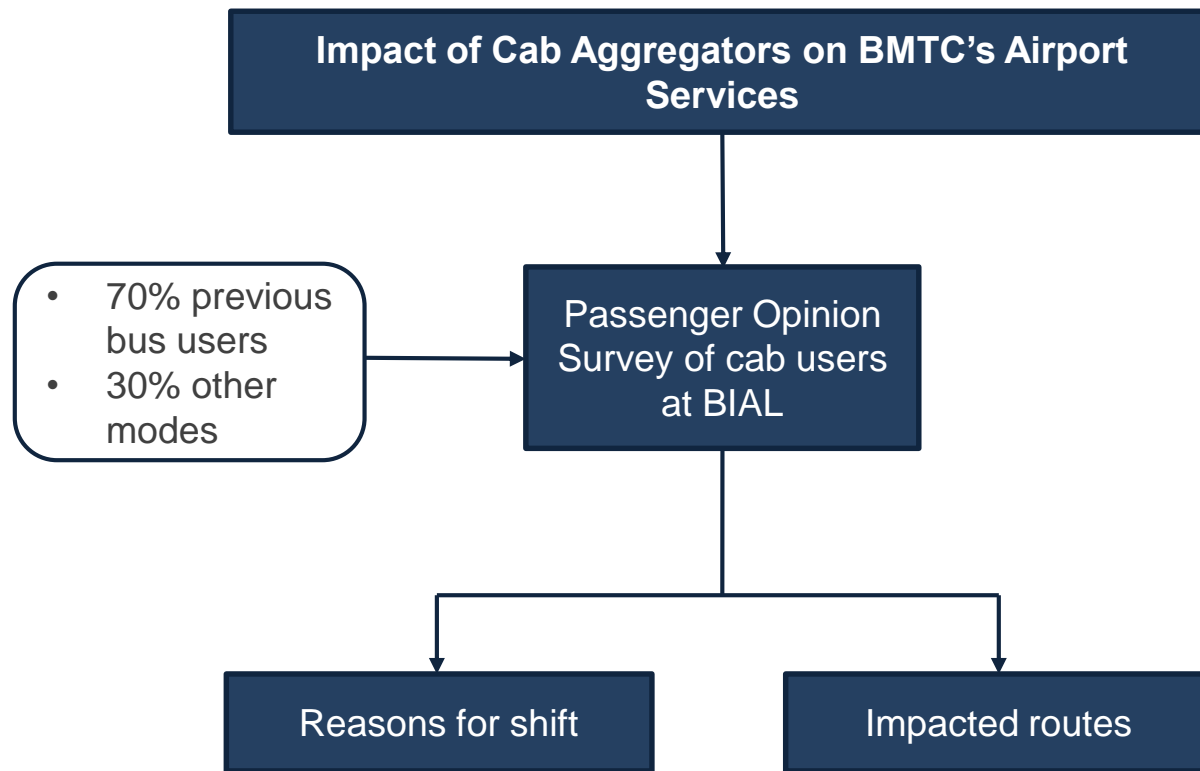 Impact of Cab Aggregators on BMTC's Airport
Services
• 70% previous
bus users
• 30% other
modes
Passenger Opinion
Survey of cab users
at BIAL
Reasons for shift
Impacted routes